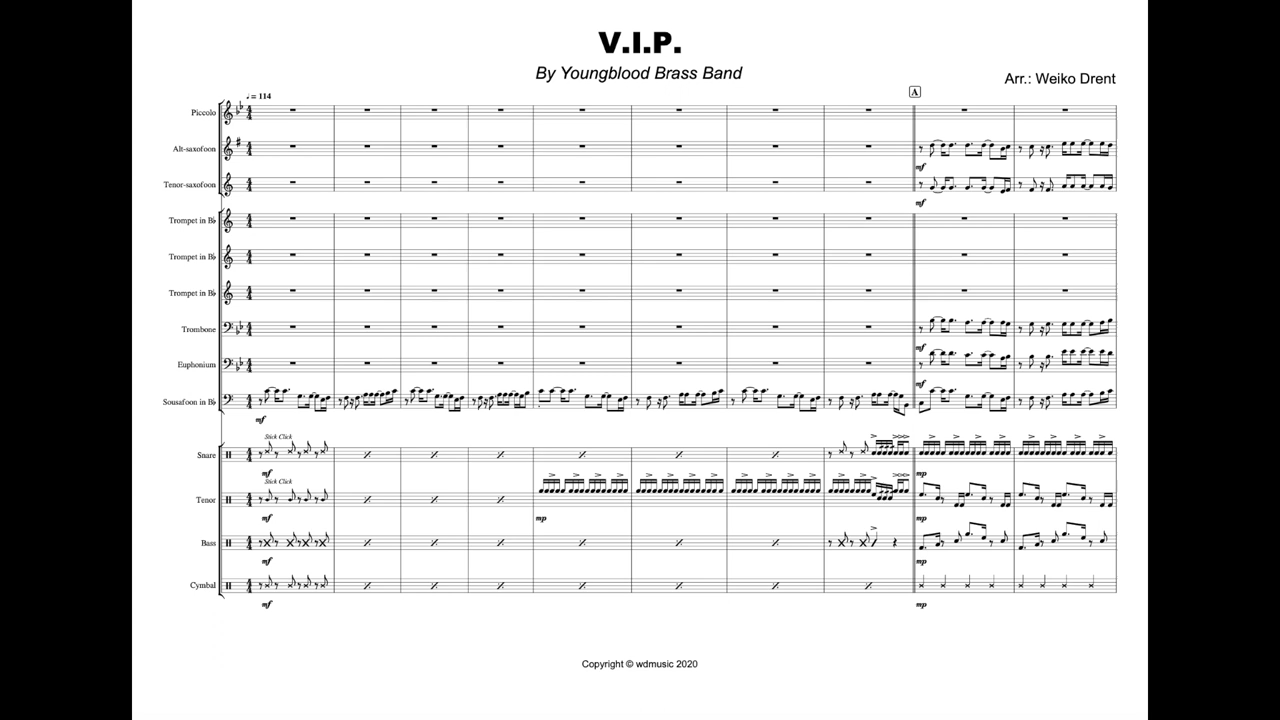 V.I.P.
By Youngblood Brass Band
Arr.: Weiko Drent
♩ = 114
A
Piccolo
Alt-saxofoon
mf
Tenor-saxofoon
mf
Trompet in B♭
Trompet in B♭
Trompet in B♭
Trombone
mf
Euphonium
mf
Sousafoon in B♭
mf
Stick Click
Snare
mf
mp
Stick Click
Tenor
mf
mp
mp
Bass
mf
mp
Cymbal
mf
mp
Copyright © wdmusic 2020